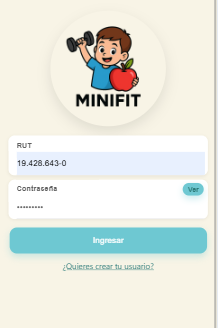 MINIFIT
RUT
19.428.643-0
Contraseña
Ver
•••••••••
Ingresar
¿Quieres crear tu usuario?